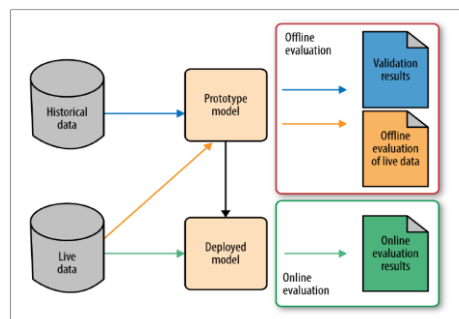 Offline
evaluation
Validation
results
Historical
data
Prototype
model
Offline
evaluation
of live data
Live
data
Deployed
model
Online
evaluation
results
Online
evaluation